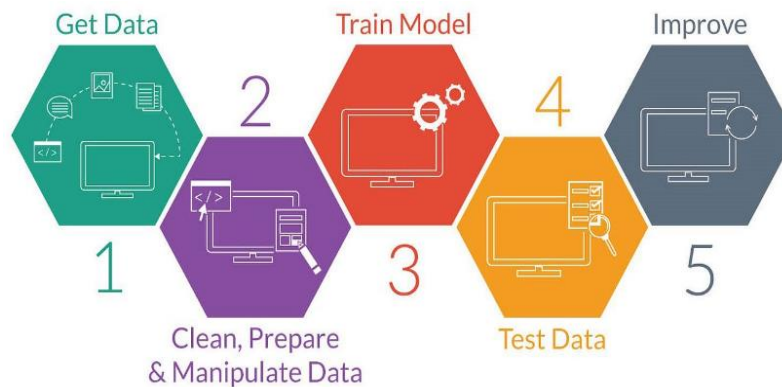 Get Data
1
2
Clean, Prepare
& Manipulate Data
Train Model
3
4
Test Data
Improve
5